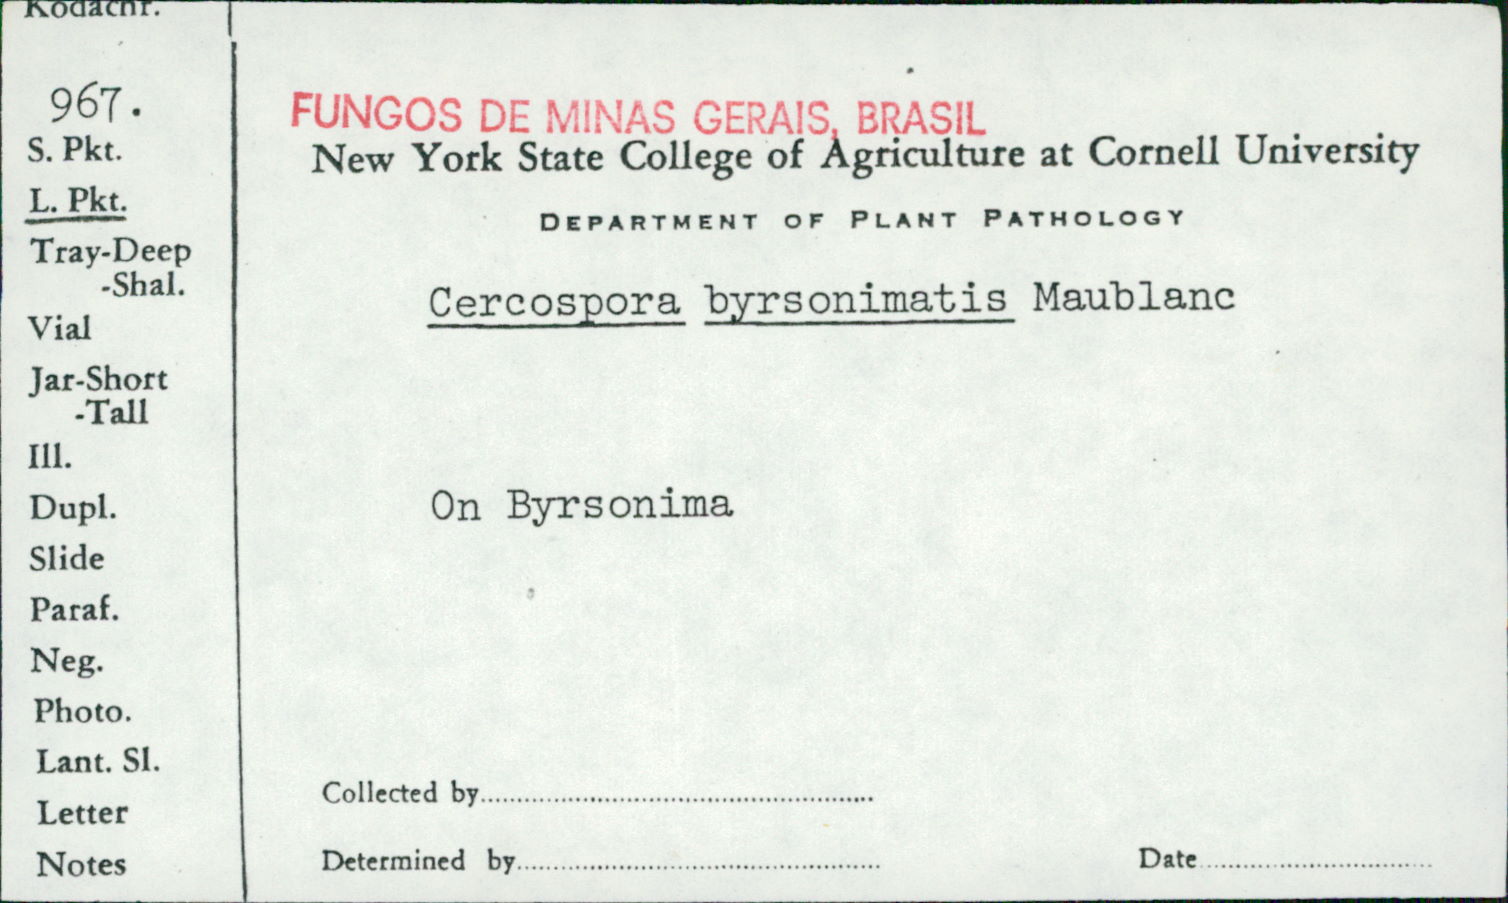 Kodachr.
967.
S. Pkt.
L. Pkt.
Tray-Deep
-Shal.
Vial
Jar-Short
-Tall
Ill.
Dupl.
Slide
Paraf.
Neg.
Photo.
Lant. Sl.
Letter
Notes
FUNGOS DE MINAS GERAIS, BRASIL
New York State College of Agriculture at Cornell University
DEPARTMENT OF PLANT PATHOLOGY
Cercospora byrsonimatis Maublanc
On Byrsonima
Collected by
Determined by
Date